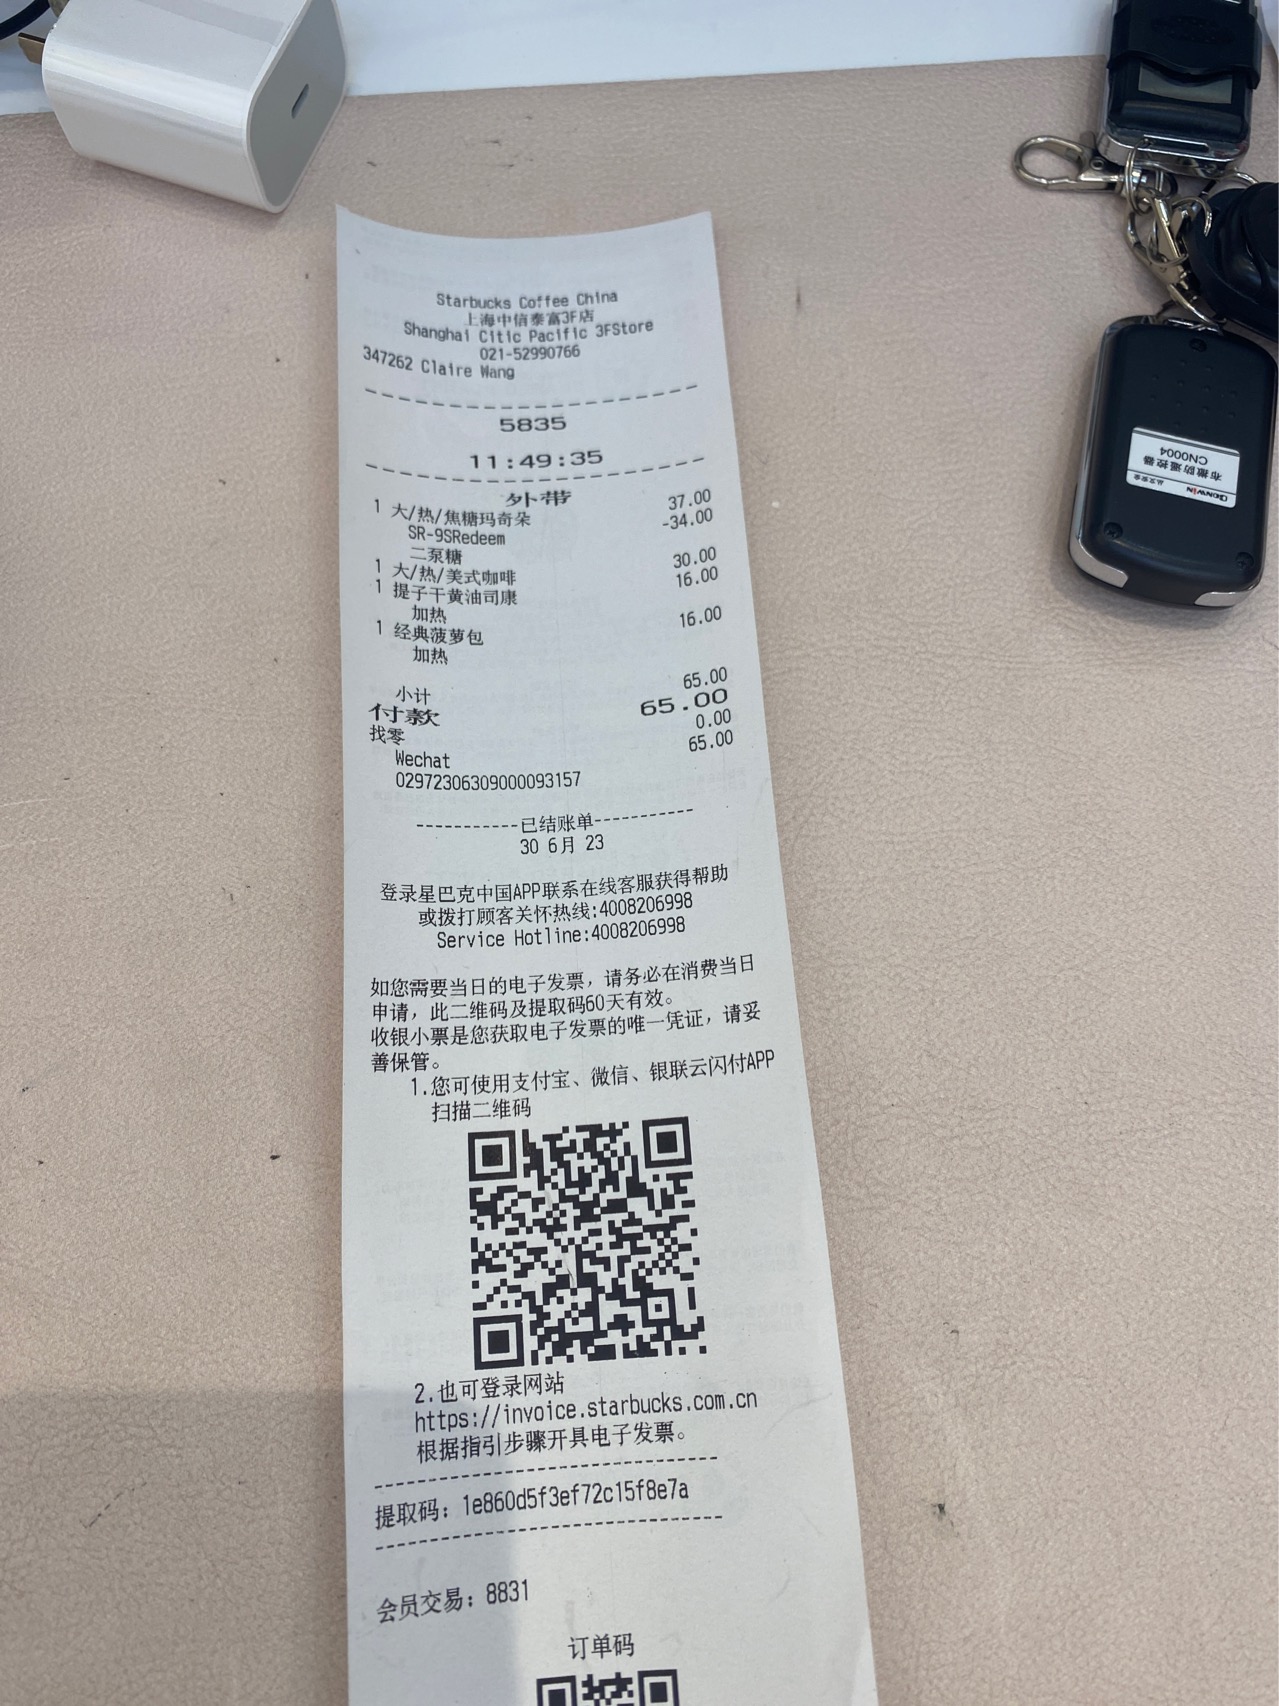 Starbucks Coffee China
上海中信泰富3F店
Shanghai Citic Pacific 3FStore
021-52990766
347262 Claire Wang
5835
11:49:35
外带
1 大/热/焦糖玛奇朵 37.00
SR-9SRedeem -34.00
二泵糖
1 大/热/美式咖啡 30.00
1 提子干黄油司康 16.00
加热
1 经典菠萝包 16.00
加热
小计 65.00
付款 65.00
找零 0.00
Wechat 65.00
02972306309000093157
-----------已结账单-----------
30 6月 23
登录星巴克中国APP联系在线客服获得帮助
或拨打顾客关怀热线:4008206998
Service Hotline:4008206998
如您需要当日的电子发票，请务必在消费当日
申请，此二维码及提取码60天有效。
收银小票是您获取电子发票的唯一凭证，请妥
善保管。
1.您可使用支付宝、微信、银联云闪付APP
扫描二维码
2.也可登录网站
https://invoice.starbucks.com.cn
根据指引步骤开具电子发票。
提取码：1e860d5f3ef72c15f8e7a
会员交易：8831
订单码
布撤防遥控器
CN0004